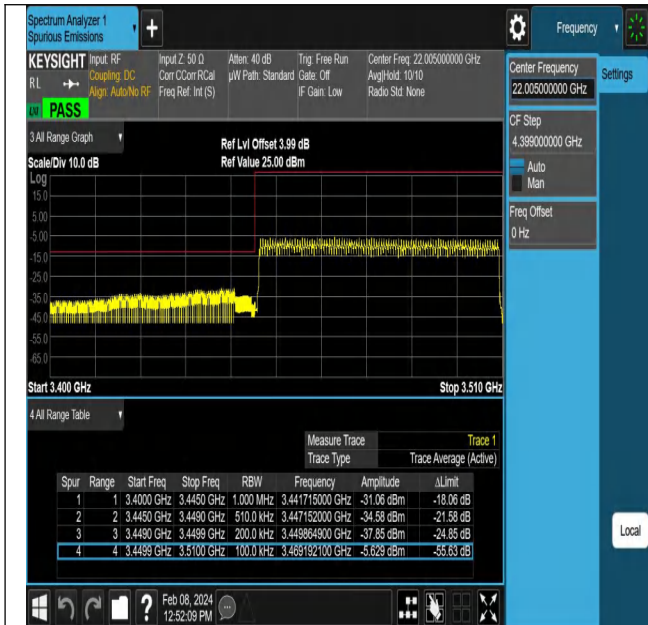 Spectrum Analyzer 1
Spurious Emissions
Frequency
KEYSIGHT
RL
Input: RF
Coupling: DC
Align: Auto/No RF
Input Z: 50 Ω
Corr CCorr RCal
Freq Ref: Int (S)
Atten: 40 dB
µW Path: Standard
Trig: Free Run
Gate: Off
IF Gain: Low
Center Freq: 22.005000000 GHz
Avg|Hold: 10/10
Radio Std: None
PASS
Center Frequency
22.005000000 GHz
Settings
CF Step
4.399000000 GHz
Auto
Man
Freq Offset
0 Hz
3 All Range Graph
Ref Lvl Offset 3.99 dB
Scale/Div 10.0 dB
Ref Value 25.00 dBm
Log
15.0
5.00
-5.00
-15.0
-25.0
-35.0
-45.0
-55.0
-65.0
Start 3.400 GHz
Stop 3.510 GHz
4 All Range Table
Measure Trace Trace 1
Trace Type Trace Average (Active)
Spur Range Start Freq Stop Freq RBW Frequency Amplitude ΔLimit
1 1 3.4000 GHz 3.4450 GHz 1.000 MHz 3.441715000 GHz -31.06 dBm -18.06 dB
2 2 3.4450 GHz 3.4490 GHz 510.0 kHz 3.447152000 GHz -34.58 dBm -21.58 dB
3 3 3.4490 GHz 3.4499 GHz 200.0 kHz 3.449864900 GHz -37.85 dBm -24.85 dB
4 4 3.4499 GHz 3.5100 GHz 100.0 kHz 3.469192100 GHz -5.629 dBm -55.63 dB
Local
Feb 08, 2024
12:52:09 PM